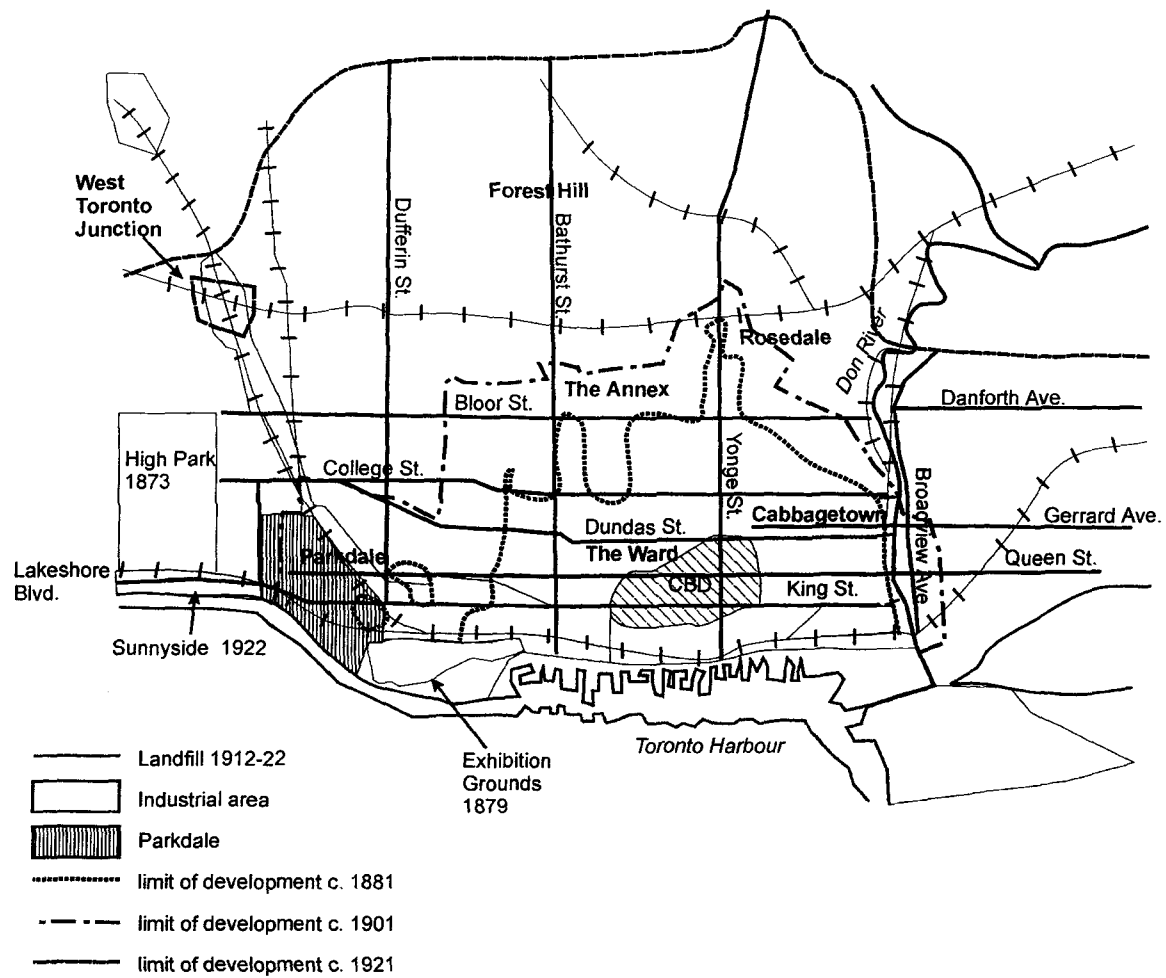 West
Toronto
Junction
Forest Hill
Dufferin St.
Bathurst St.
Rosedale
Don River
The Annex
Bloor St.
Danforth Ave.
High Park
1873
College St.
Yonge St.
Broadview Ave
Cabbagetown
Gerrard Ave.
Dundas St.
Parkdale
The Ward
Queen St.
CBD
King St.
Lakeshore
Blvd.
Sunnyside 1922
Exhibition
Grounds
1879
Toronto Harbour
Landfill 1912-22
Industrial area
Parkdale
limit of development c. 1881
limit of development c. 1901
limit of development c. 1921